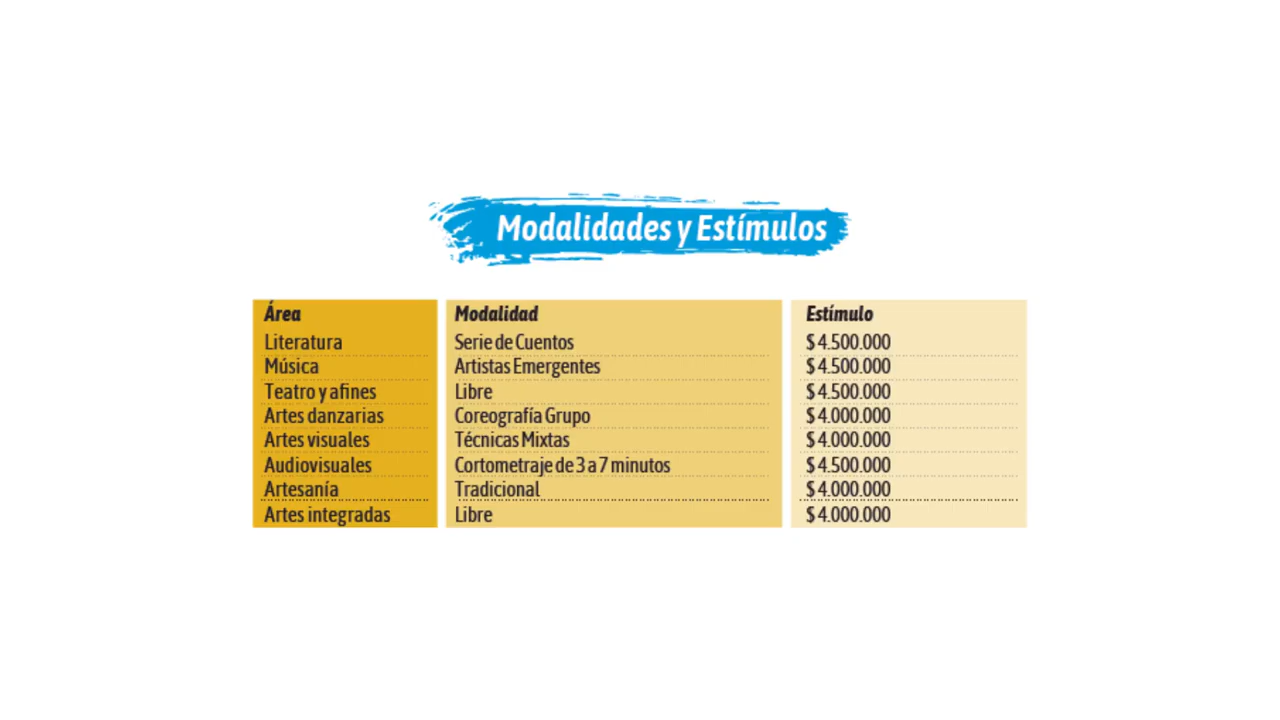 Modalidades y Estímulos
Área Modalidad Estímulo
Literatura Serie de Cuentos $ 4.500.000
Música Artistas Emergentes $ 4.500.000
Teatro y afines Libre $ 4.500.000
Artes danzarias Coreografía Grupo $ 4.000.000
Artes visuales Técnicas Mixtas $ 4.000.000
Audiovisuales Cortometraje de 3 a 7 minutos $ 4.500.000
Artesanía Tradicional $ 4.000.000
Artes integradas Libre $ 4.000.000